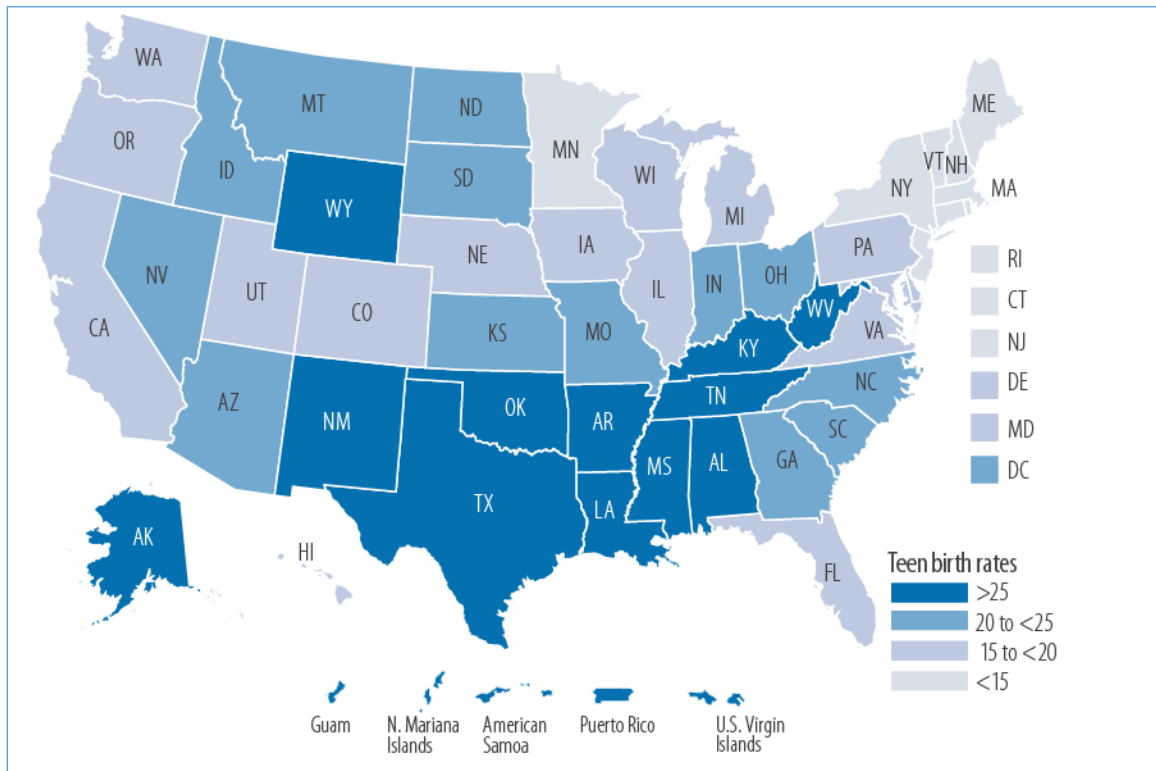 WA
MT
ND
MN
ME
OR
ID
SD
WI
VT
NH
NY
MA
WY
MI
PA
NE
IA
NV
UT
CO
IL
IN
OH
WV
VA
CA
KS
MO
KY
NC
TN
AZ
NM
OK
AR
SC
MS
AL
GA
TX
LA
AK
HI
FL
RI
CT
NJ
DE
MD
DC
Teen birth rates
>25
20 to <25
15 to <20
<15
Guam
N. Mariana
Islands
American
Samoa
Puerto Rico
U.S. Virgin
Islands